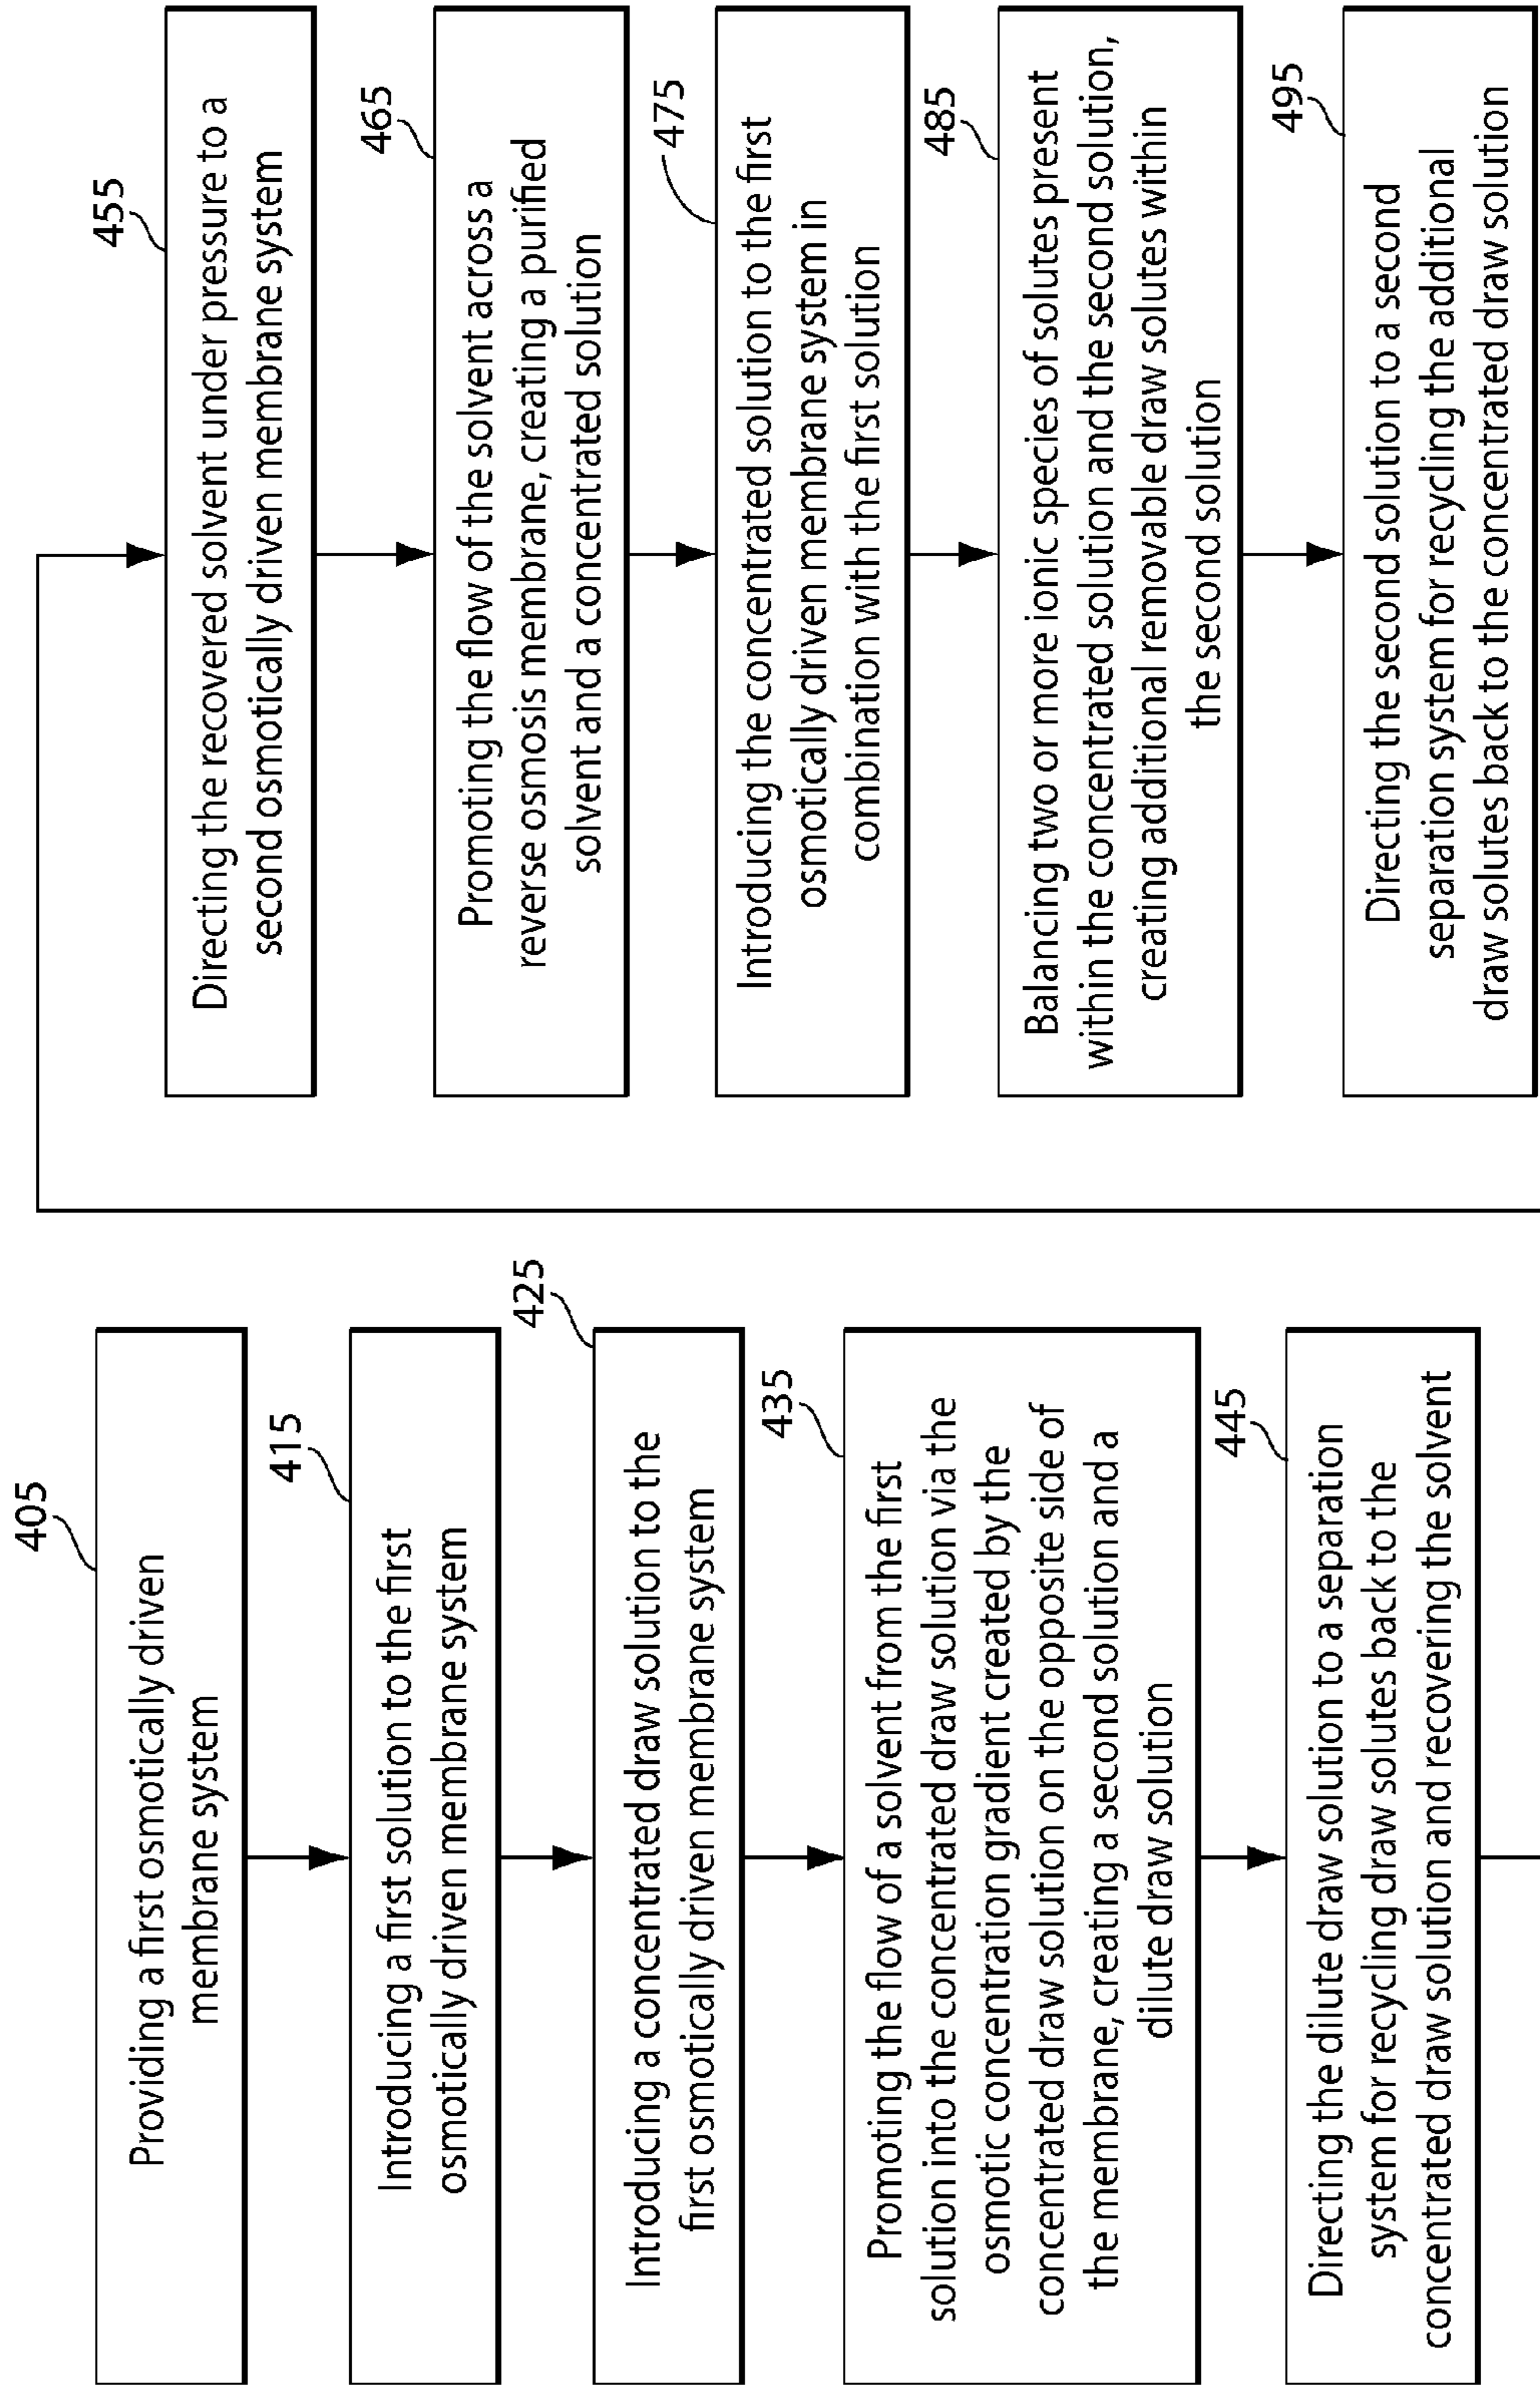 405
Providing a first osmotically driven
membrane system
415
Introducing a first solution to the first
osmotically driven membrane system
425
Introducing a concentrated draw solution to the
first osmotically driven membrane system
435
Promoting the flow of a solvent from the first
solution into the concentrated draw solution via the
osmotic concentration gradient created by the
concentrated draw solution on the opposite side of
the membrane, creating a second solution and a
dilute draw solution
445
Directing the dilute draw solution to a separation
system for recycling draw solutes back to the
concentrated draw solution and recovering the solvent
455
Directing the recovered solvent under pressure to a
second osmotically driven membrane system
465
Promoting the flow of the solvent across a
reverse osmosis membrane, creating a purified
solvent and a concentrated solution
475
Introducing the concentrated solution to the first
osmotically driven membrane system in
combination with the first solution
485
Balancing two or more ionic species of solutes present
within the concentrated solution and the second solution,
creating additional removable draw solutes within
the second solution
495
Directing the second solution to a second
separation system for recycling the additional
draw solutes back to the concentrated draw solution